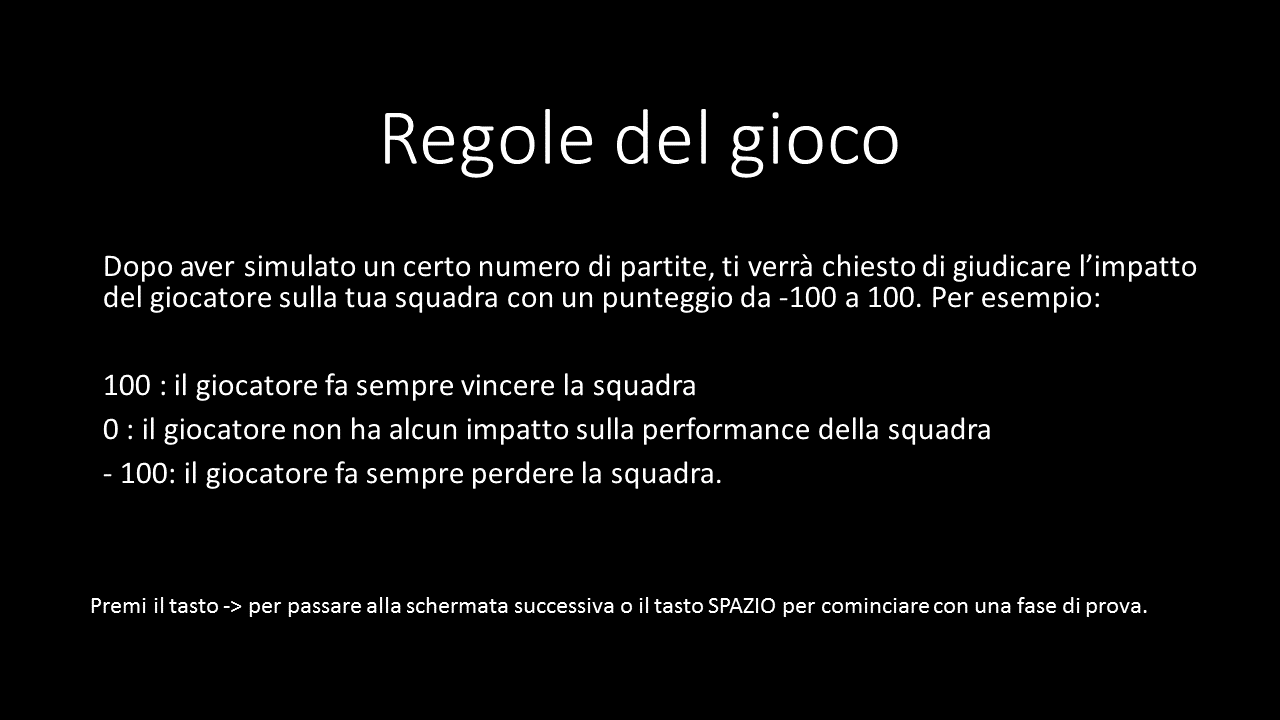 Regole del gioco
Dopo aver simulato un certo numero di partite, ti verrà chiesto di giudicare l’impatto
del giocatore sulla tua squadra con un punteggio da -100 a 100. Per esempio:
100 : il giocatore fa sempre vincere la squadra
0 : il giocatore non ha alcun impatto sulla performance della squadra
- 100: il giocatore fa sempre perdere la squadra.
Premi il tasto -> per passare alla schermata successiva o il tasto SPAZIO per cominciare con una fase di prova.